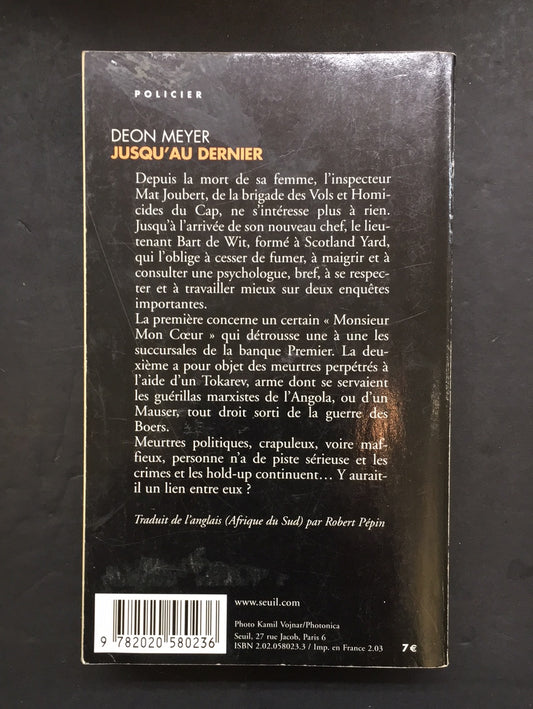 POLICIER
DEON MEYER
JUSQU'AU DERNIER
Depuis la mort de sa femme, l'inspecteur
Mat Joubert, de la brigade des Vols et Homi-
cides du Cap, ne s'intéresse plus à rien.
Jusqu'à l'arrivée de son nouveau chef, le lieu-
tenant Bart de Wit, formé à Scotland Yard,
qui l'oblige à cesser de fumer, à maigrir et à
consulter une psychologue, bref, à se respec-
ter et à travailler mieux sur deux enquêtes
importantes.
La première concerne un certain « Monsieur
Mon Cœur » qui détrousse une à une les
succursales de la banque Premier. La deu-
xième a pour objet des meurtres perpétrés à
l'aide d'un Tokarev, arme dont se servaient
les guérillas marxistes de l'Angola, ou d'un
Mauser, tout droit sorti de la guerre des
Boers.
Meurtres politiques, crapuleux, voire maf-
fieux, personne n'a de piste sérieuse et les
crimes et les hold-up continuent... Y aurait-
il un lien entre eux ?
Traduit de l'anglais (Afrique du Sud) par Robert Pépin
www.seuil.com
Photo Kamil Vojnar/Photonica
Seuil, 27 rue Jacob, Paris 6
ISBN 2.02.058023.3 / Imp. en France 2.03
7 €
9 782020 580236